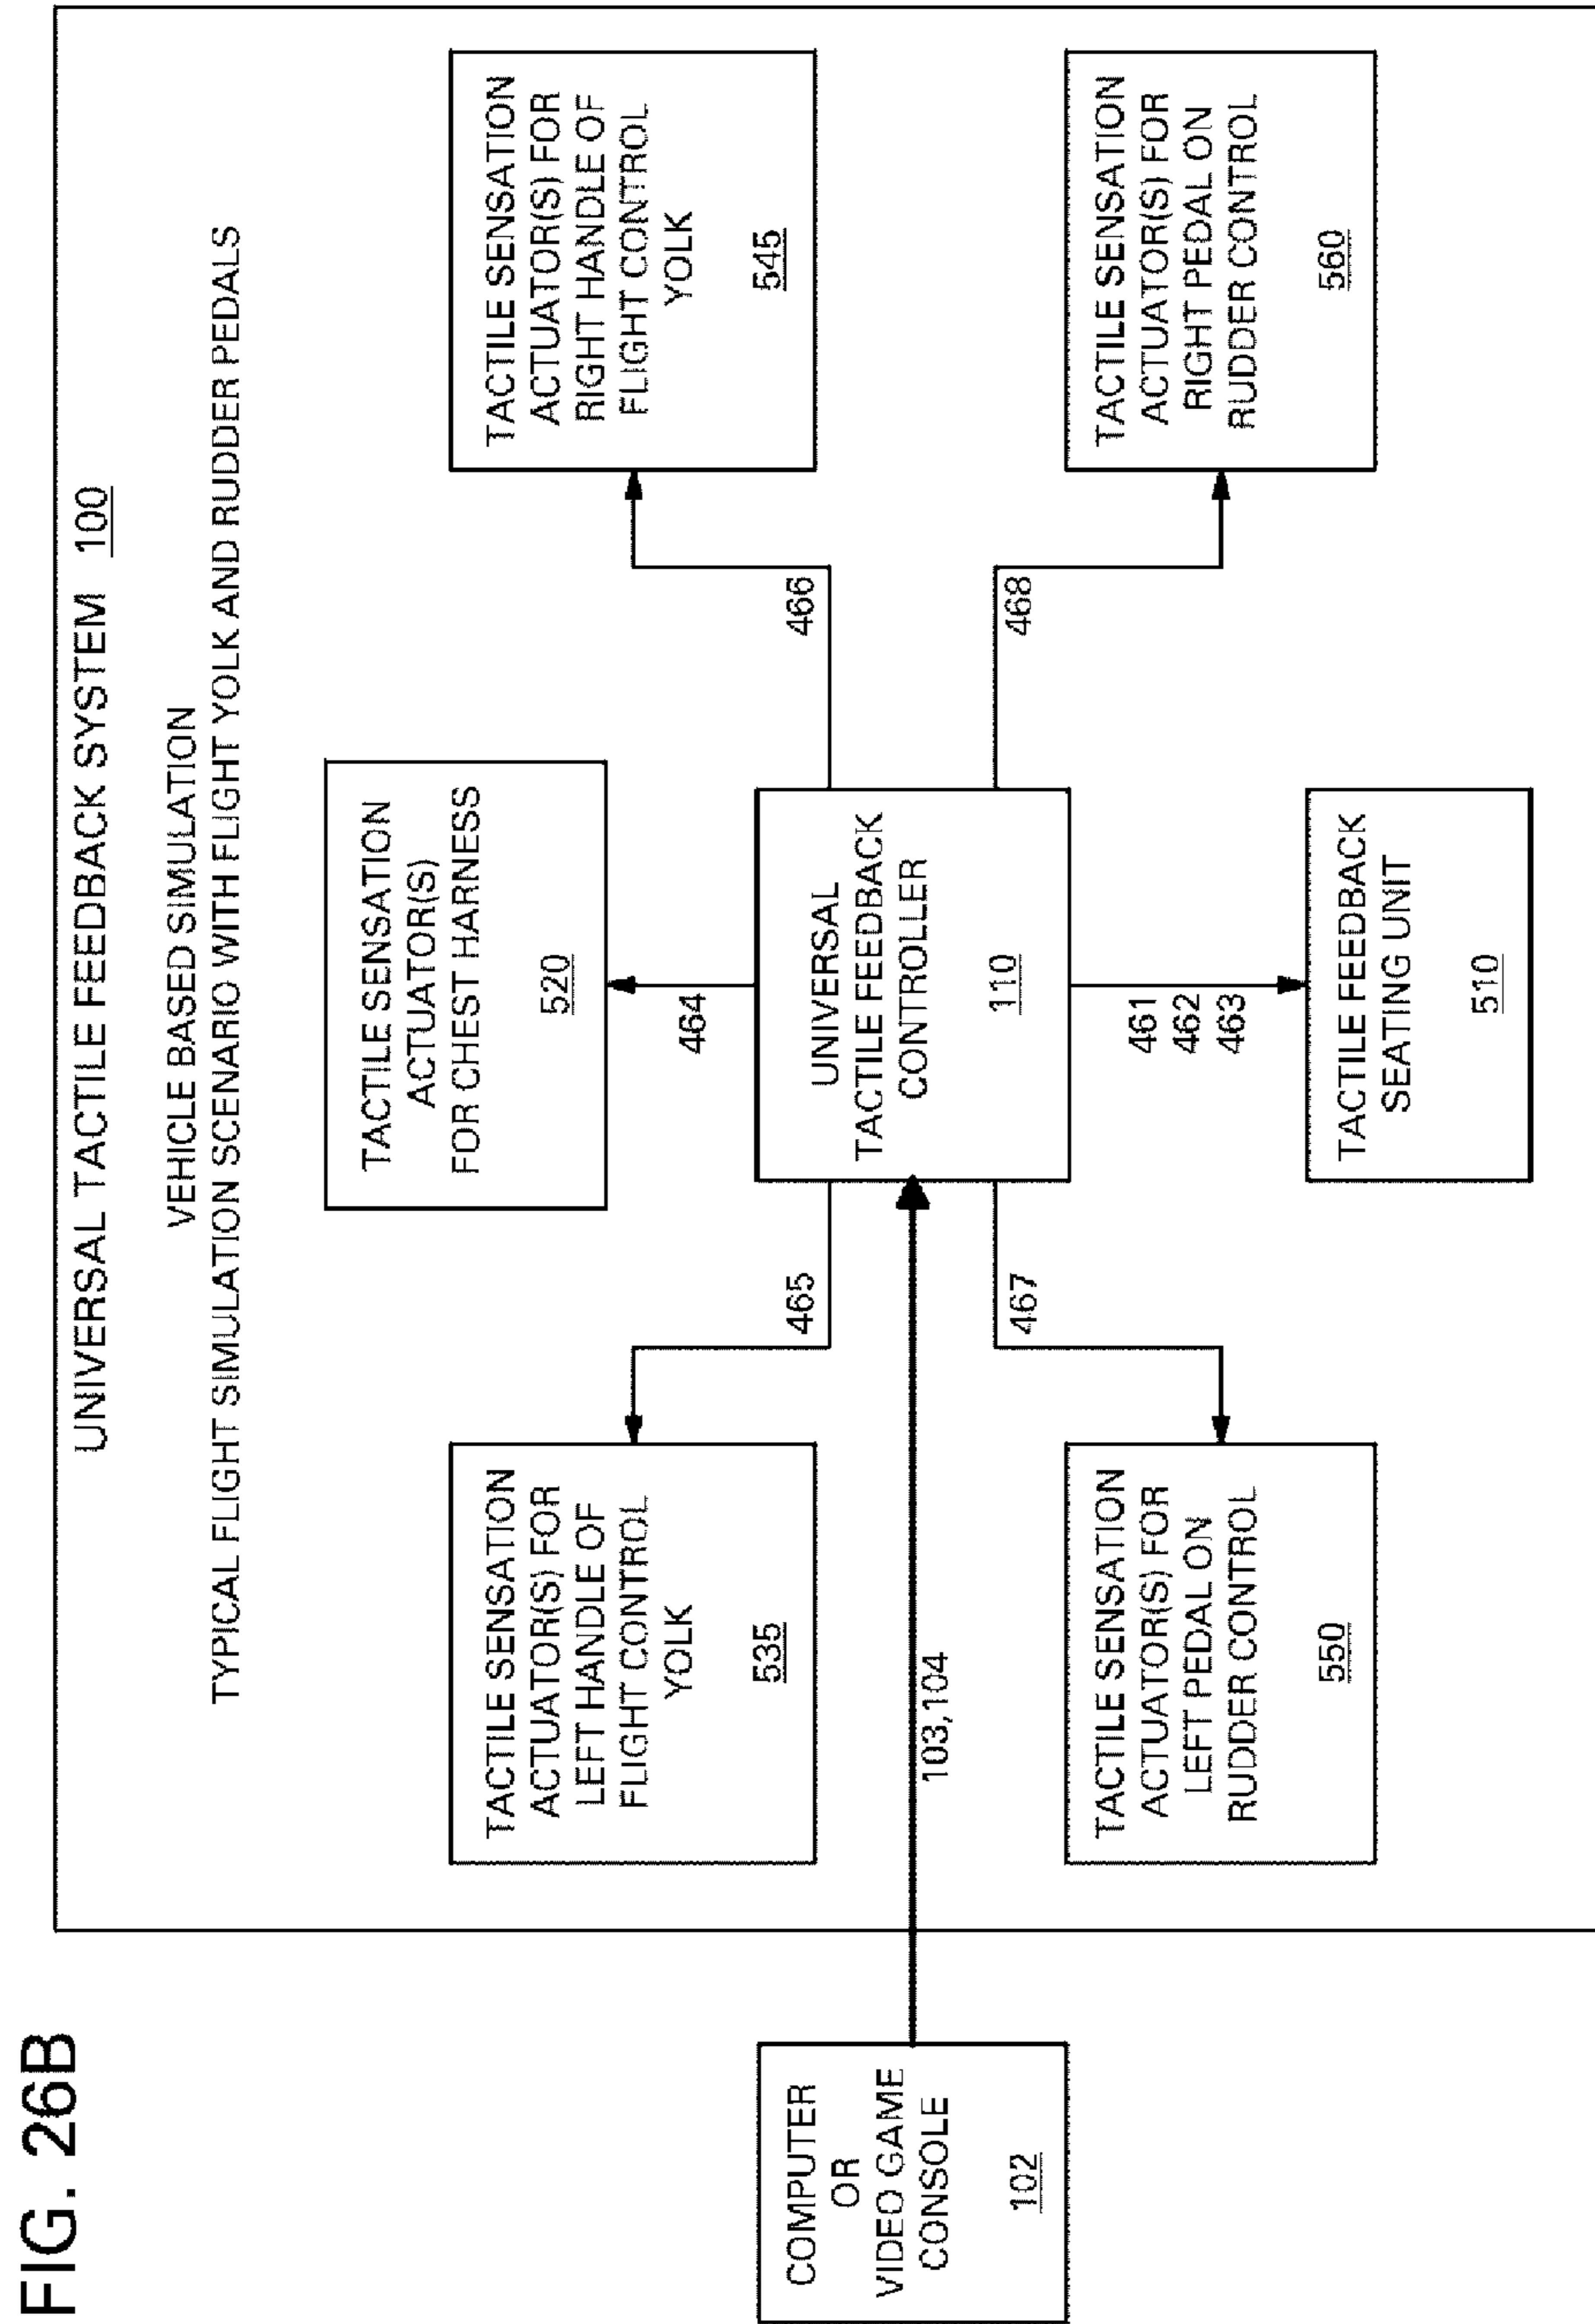 FIG. 26B
UNIVERSAL TACTILE FEEDBACK SYSTEM 100
VEHICLE BASED SIMULATION
TYPICAL FLIGHT SIMULATION SCENARIO WITH FLIGHT YOLK AND RUDDER PEDALS
COMPUTER
OR
VIDEO GAME
CONSOLE
102
103,104
TACTILE SENSATION
ACTUATOR(S) FOR
LEFT HANDLE OF
FLIGHT CONTROL
YOLK
535
465
TACTILE SENSATION
ACTUATOR(S) FOR
LEFT PEDAL ON
RUDDER CONTROL
550
467
TACTILE SENSATION
ACTUATOR(S)
FOR CHEST HARNESS
520
464
UNIVERSAL
TACTILE FEEDBACK
CONTROLLER
110
461
462
463
TACTILE FEEDBACK
SEATING UNIT
510
466
TACTILE SENSATION
ACTUATOR(S) FOR
RIGHT HANDLE OF
FLIGHT CONTROL
YOLK
545
468
TACTILE SENSATION
ACTUATOR(S) FOR
RIGHT PEDAL ON
RUDDER CONTROL
560